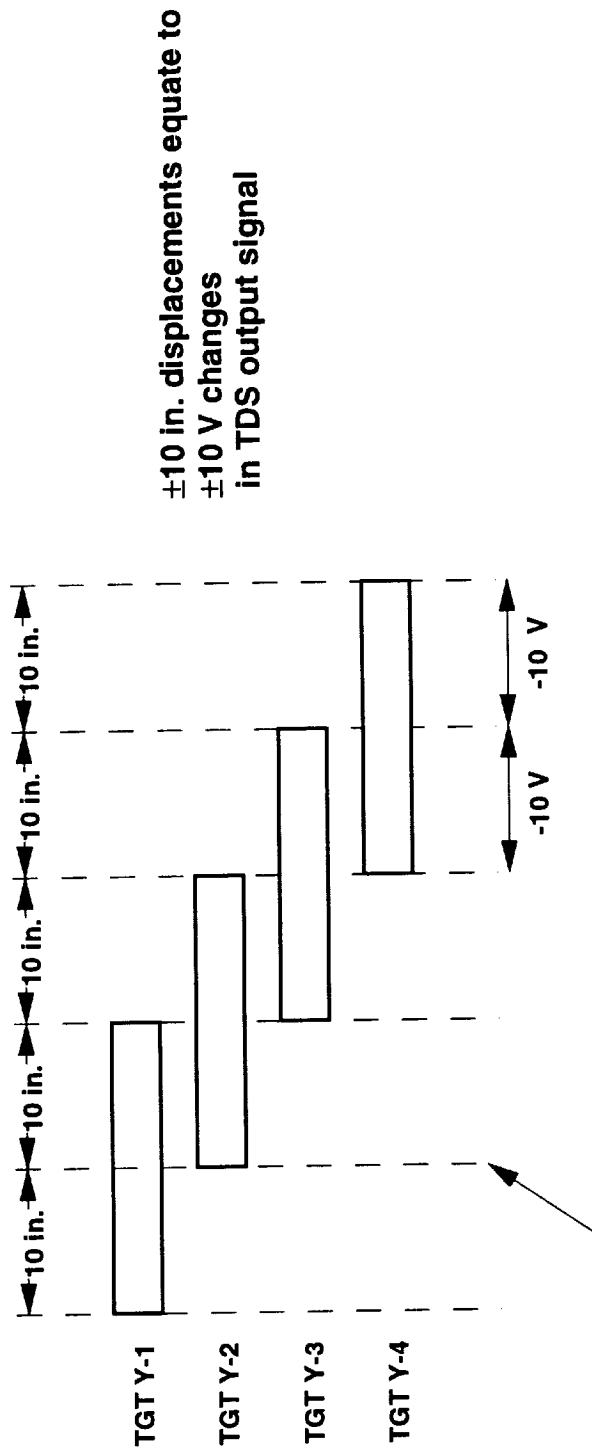 10 in. 10 in. 10 in. 10 in. 10 in.
TGT Y-1
TGT Y-2
TGT Y-3
TGT Y-4
-10 V -10 V
±10 in. displacements equate to
±10 V changes
in TDS output signal